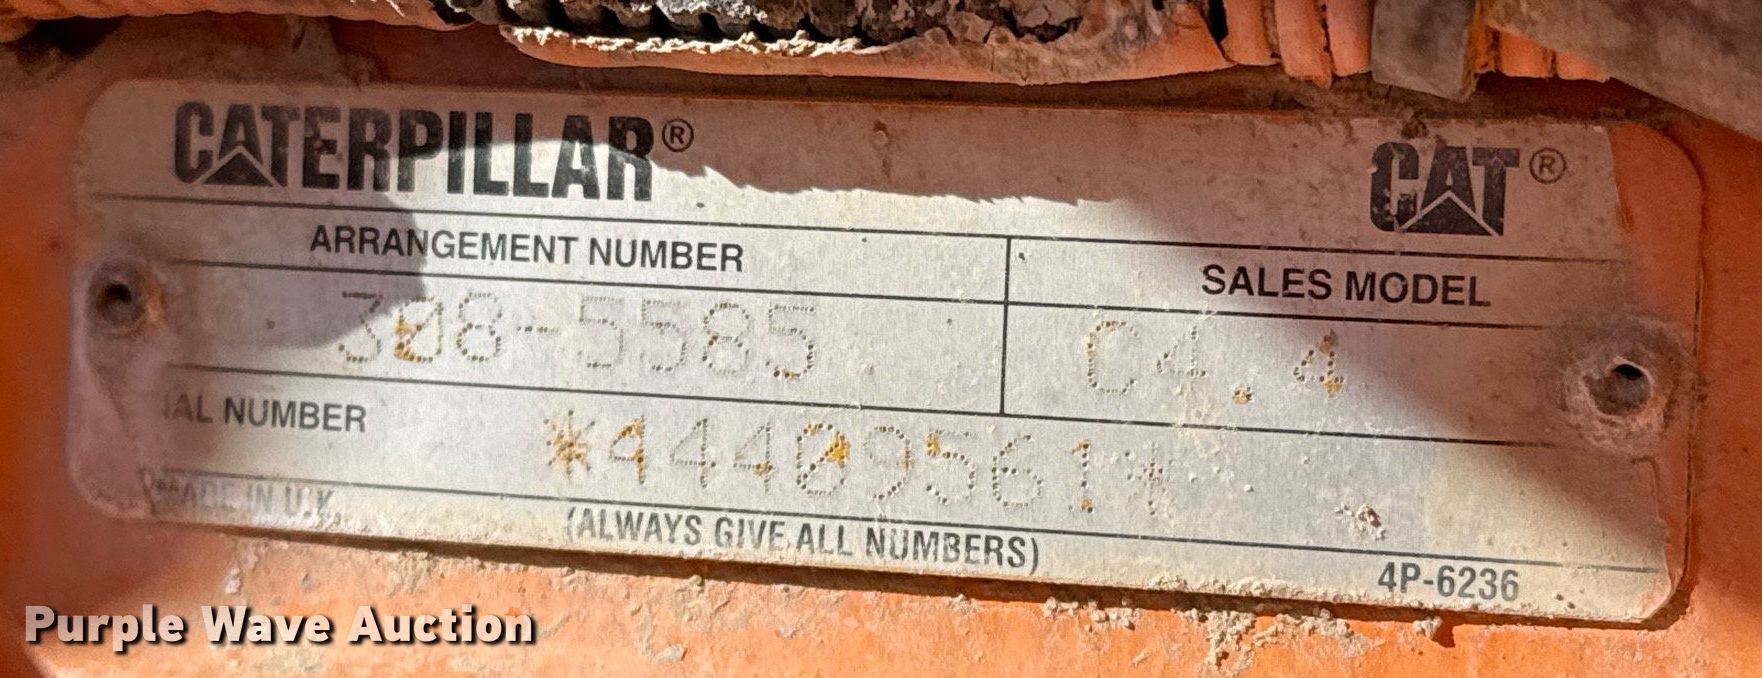 CATERPILLAR® CAT®
ARRANGEMENT NUMBER SALES MODEL
308-5585 C4.4
IAL NUMBER *44409561*
MADE IN U.K. (ALWAYS GIVE ALL NUMBERS) 4P-6236
Purple Wave Auction